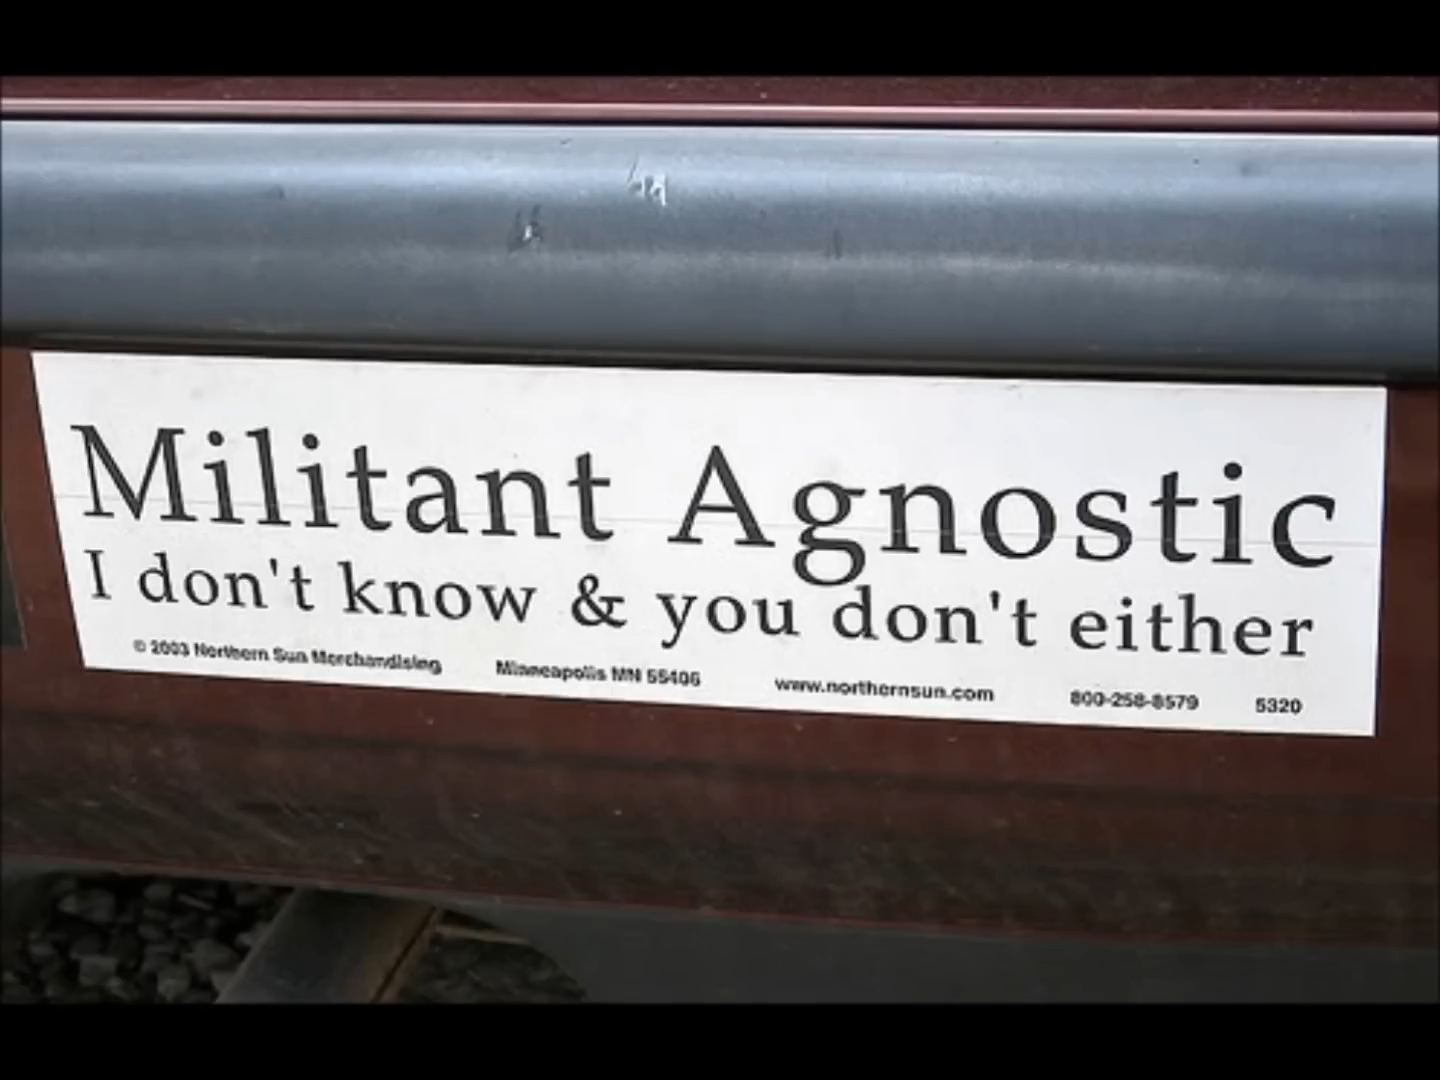 Militant Agnostic
I don't know & you don't either
© 2003 Northern Sun Merchandising Minneapolis MN 55406 www.northernsun.com 800-258-8579 5320